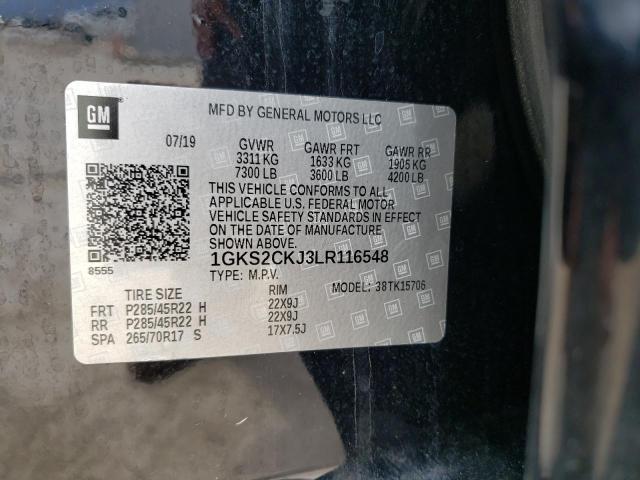 GM
MFD BY GENERAL MOTORS LLC
07/19 GVWR GAWR FRT GAWR RR
3311 KG 1633 KG 1905 KG
7300 LB 3600 LB 4200 LB
THIS VEHICLE CONFORMS TO ALL
APPLICABLE U.S. FEDERAL MOTOR
VEHICLE SAFETY STANDARDS IN EFFECT
ON THE DATE OF MANUFACTURE
SHOWN ABOVE.
8555
1GKS2CKJ3LR116548
TYPE: M.P.V. MODEL: 38TK15706
TIRE SIZE RIM
FRT P285/45R22 H 22X9J
RR P285/45R22 H 22X9J
SPA 265/70R17 S 17X7.5J